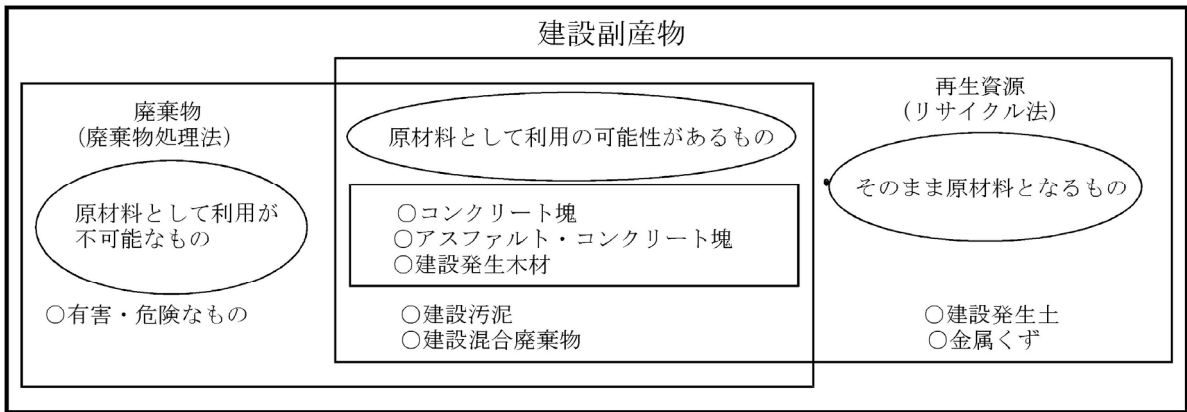 建設副産物
廃棄物
(廃棄物処理法)
原材料として利用が
不可能なもの
○有害・危険なもの
原材料として利用の可能性があるもの
○コンクリート塊
○アスファルト・コンクリート塊
○建設発生木材
○建設汚泥
○建設混合廃棄物
再生資源
(リサイクル法)
そのまま原材料となるもの
○建設発生土
○金属くず